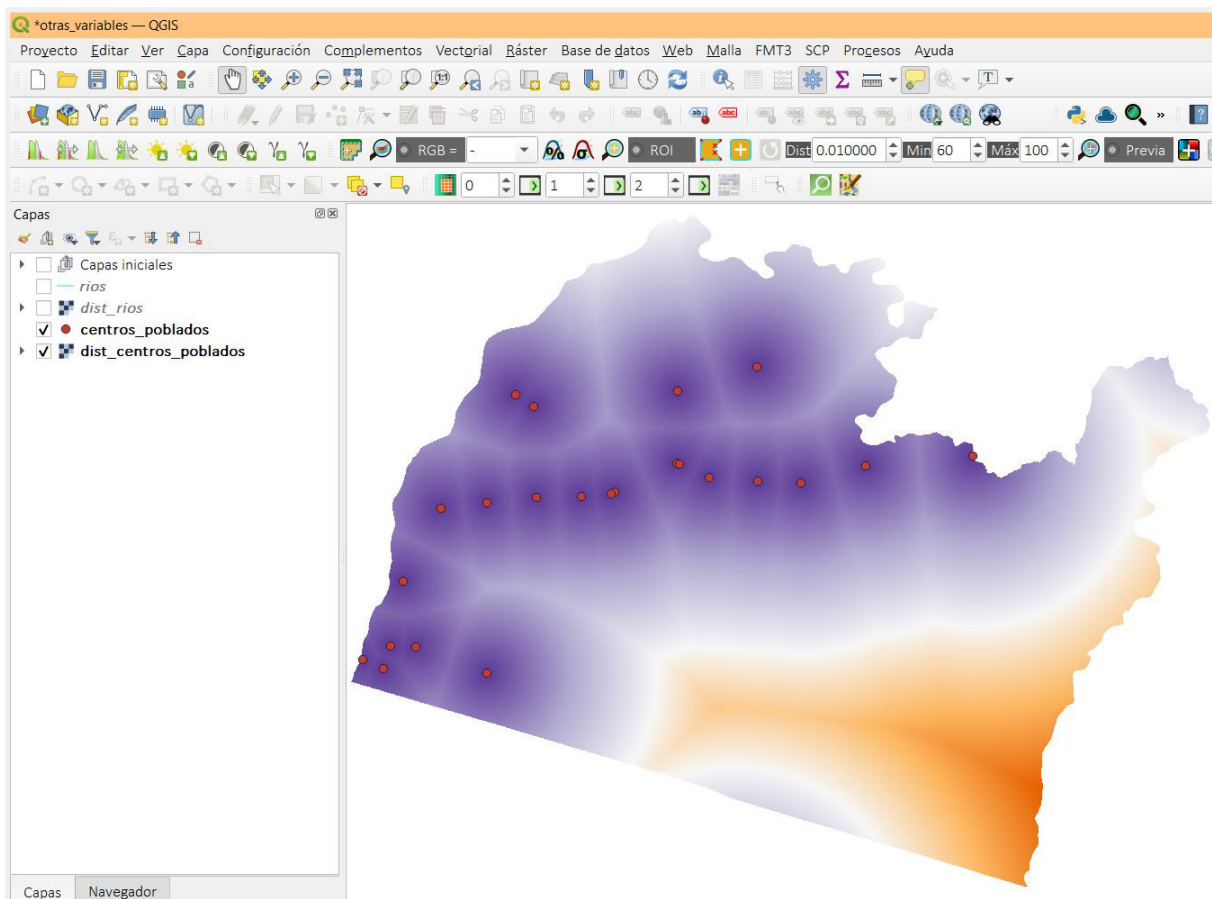 *otras_variables — QGIS
Proyecto Editar Ver Capa Configuración Complementos Vectorial Ráster Base de datos Web Malla FMT3 SCP Procesos Ayuda
RGB = - ROI Dist 0.010000 Min 60 Máx 100 Previa
0 1 2
Capas
Capas iniciales
rios
dist_rios
centros_poblados
dist_centros_poblados
Capas Navegador